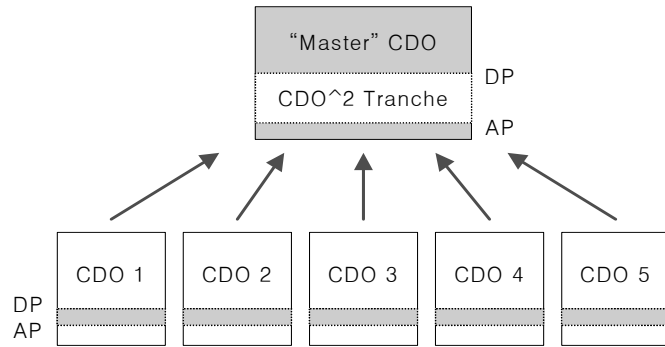 “Master” CDO
DP
CDO^2 Tranche
AP
CDO 1
CDO 2
CDO 3
CDO 4
CDO 5
DP
AP